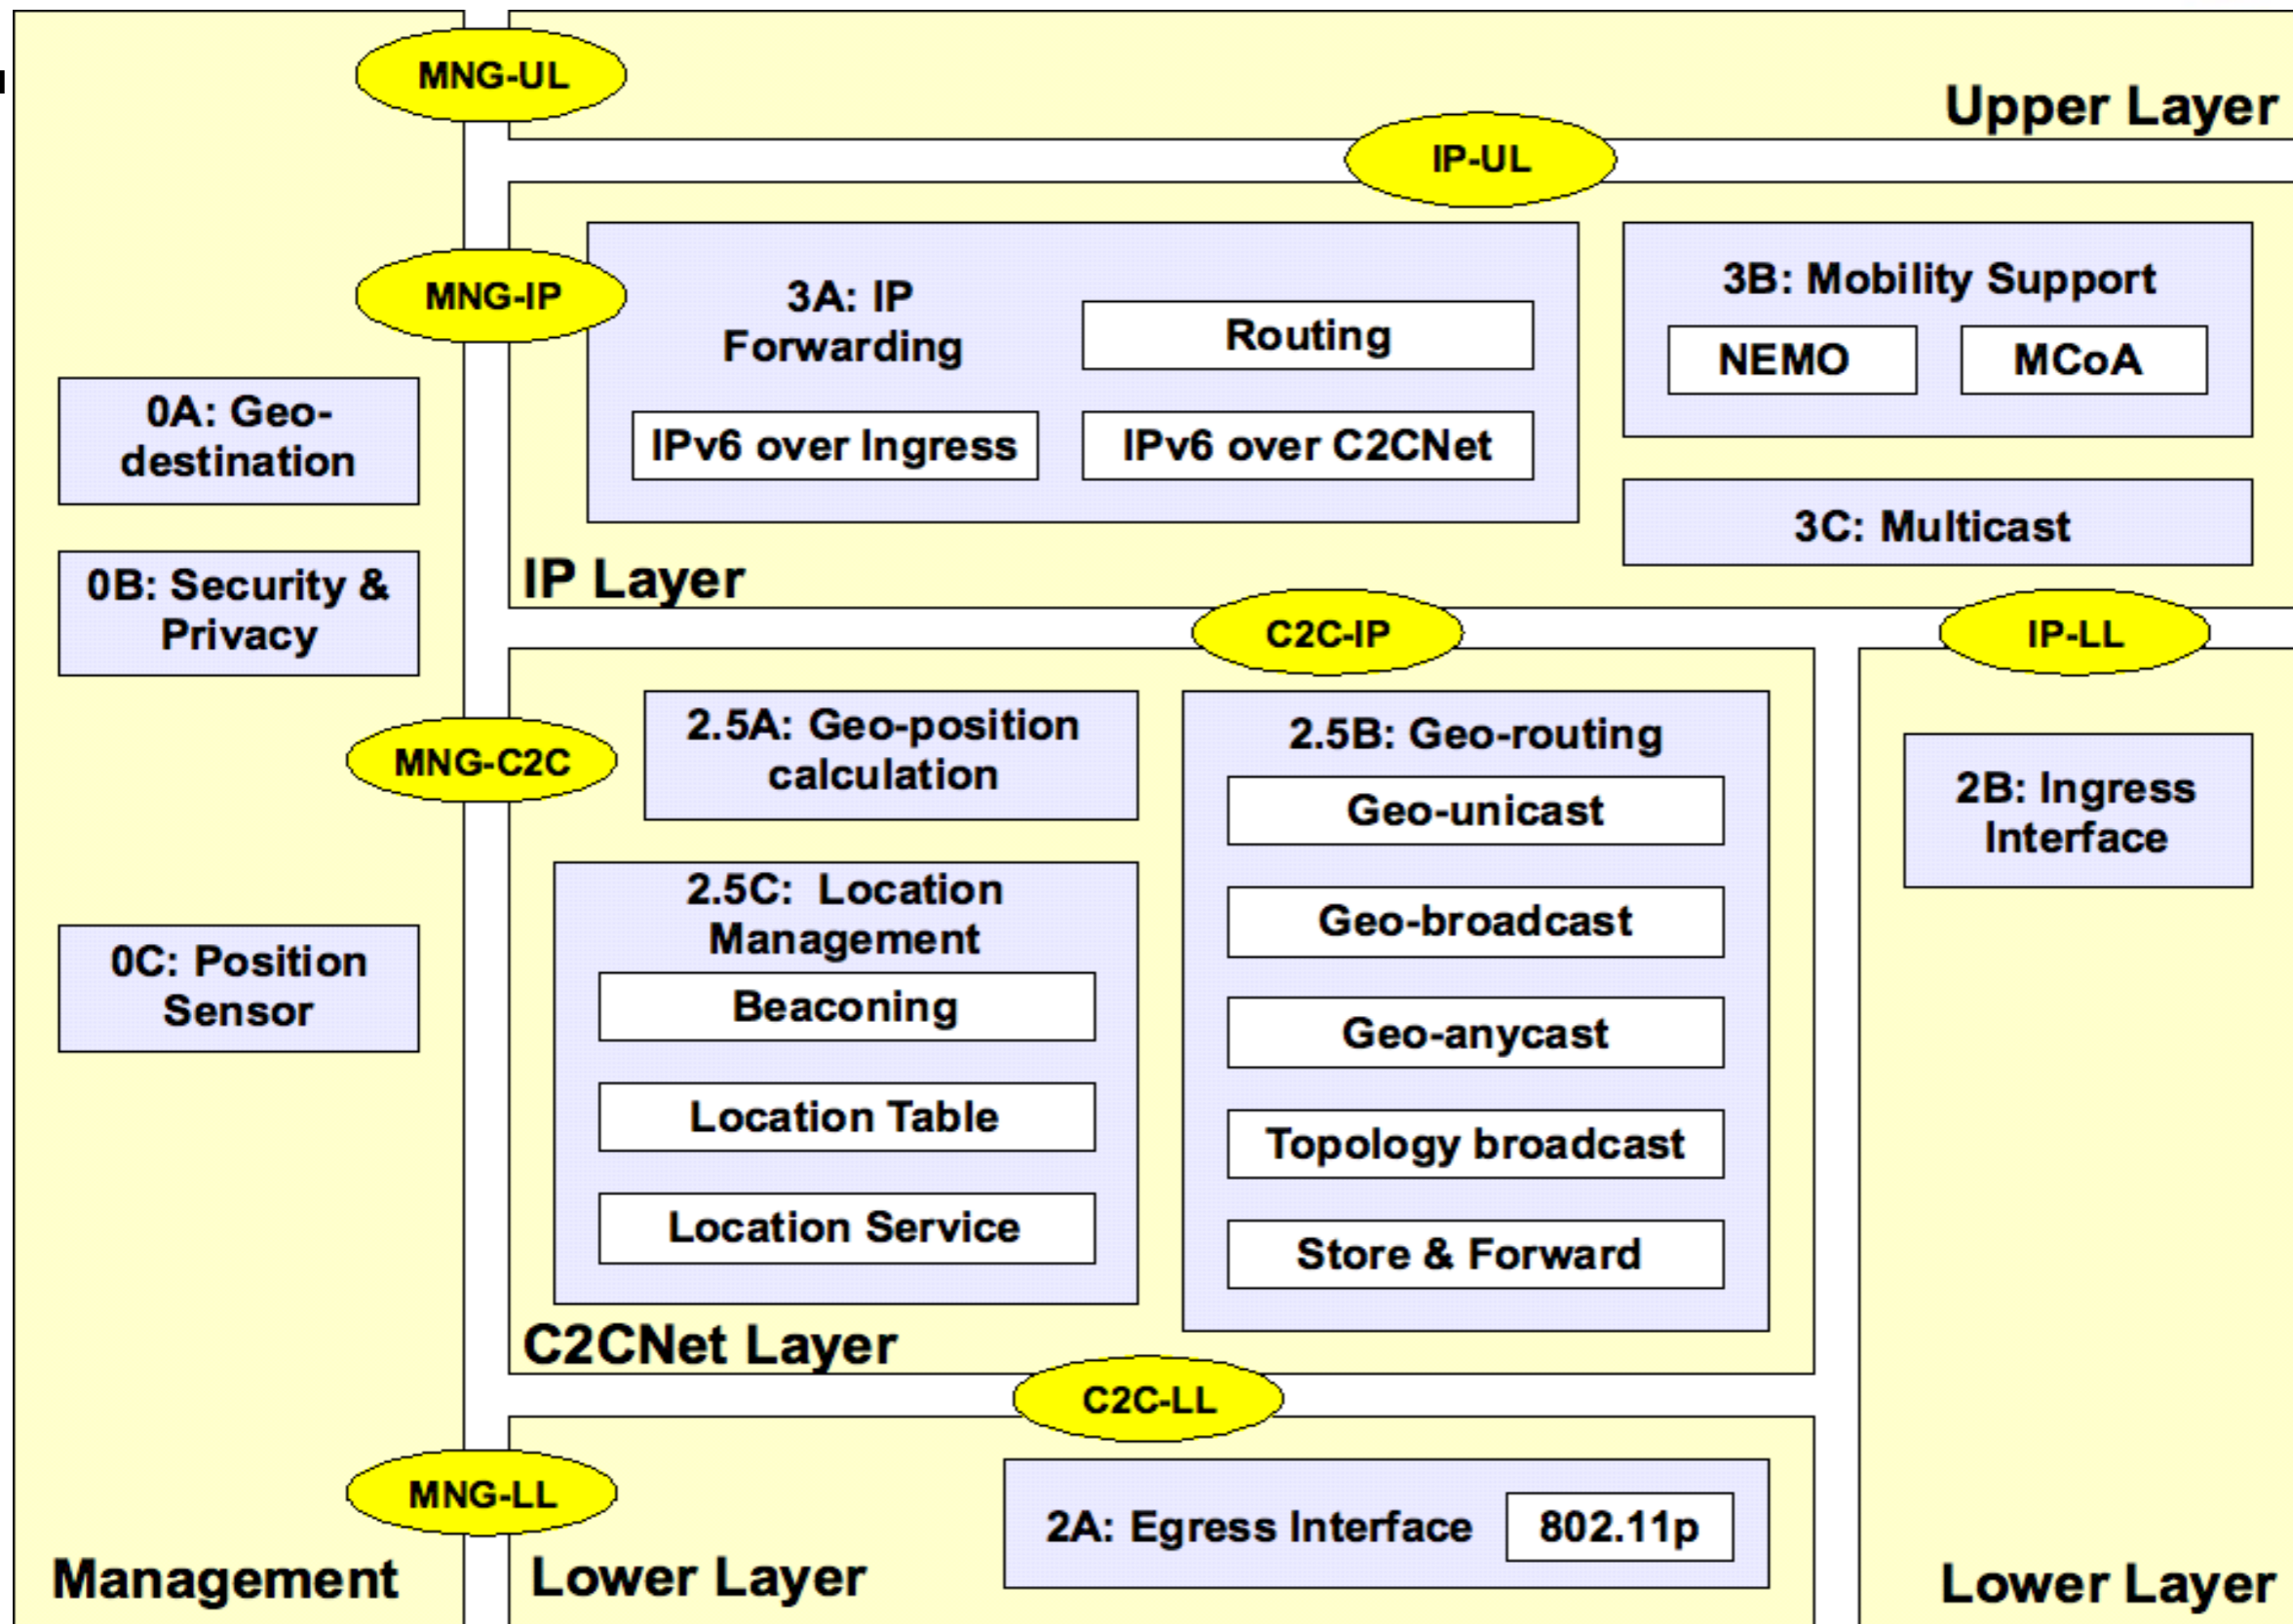 MNG-UL
Upper Layer
IP-UL
MNG-IP
3A: IP
Forwarding
Routing
IPv6 over Ingress
IPv6 over C2CNet
3B: Mobility Support
NEMO
MCoA
3C: Multicast
IP Layer
0A: Geo-
destination
0B: Security &
Privacy
C2C-IP
IP-LL
MNG-C2C
2.5A: Geo-position
calculation
2.5B: Geo-routing
Geo-unicast
Geo-broadcast
Geo-anycast
Topology broadcast
Store & Forward
2B: Ingress
Interface
2.5C: Location
Management
Beaconing
Location Table
Location Service
0C: Position
Sensor
C2CNet Layer
C2C-LL
MNG-LL
2A: Egress Interface
802.11p
Management
Lower Layer
Lower Layer